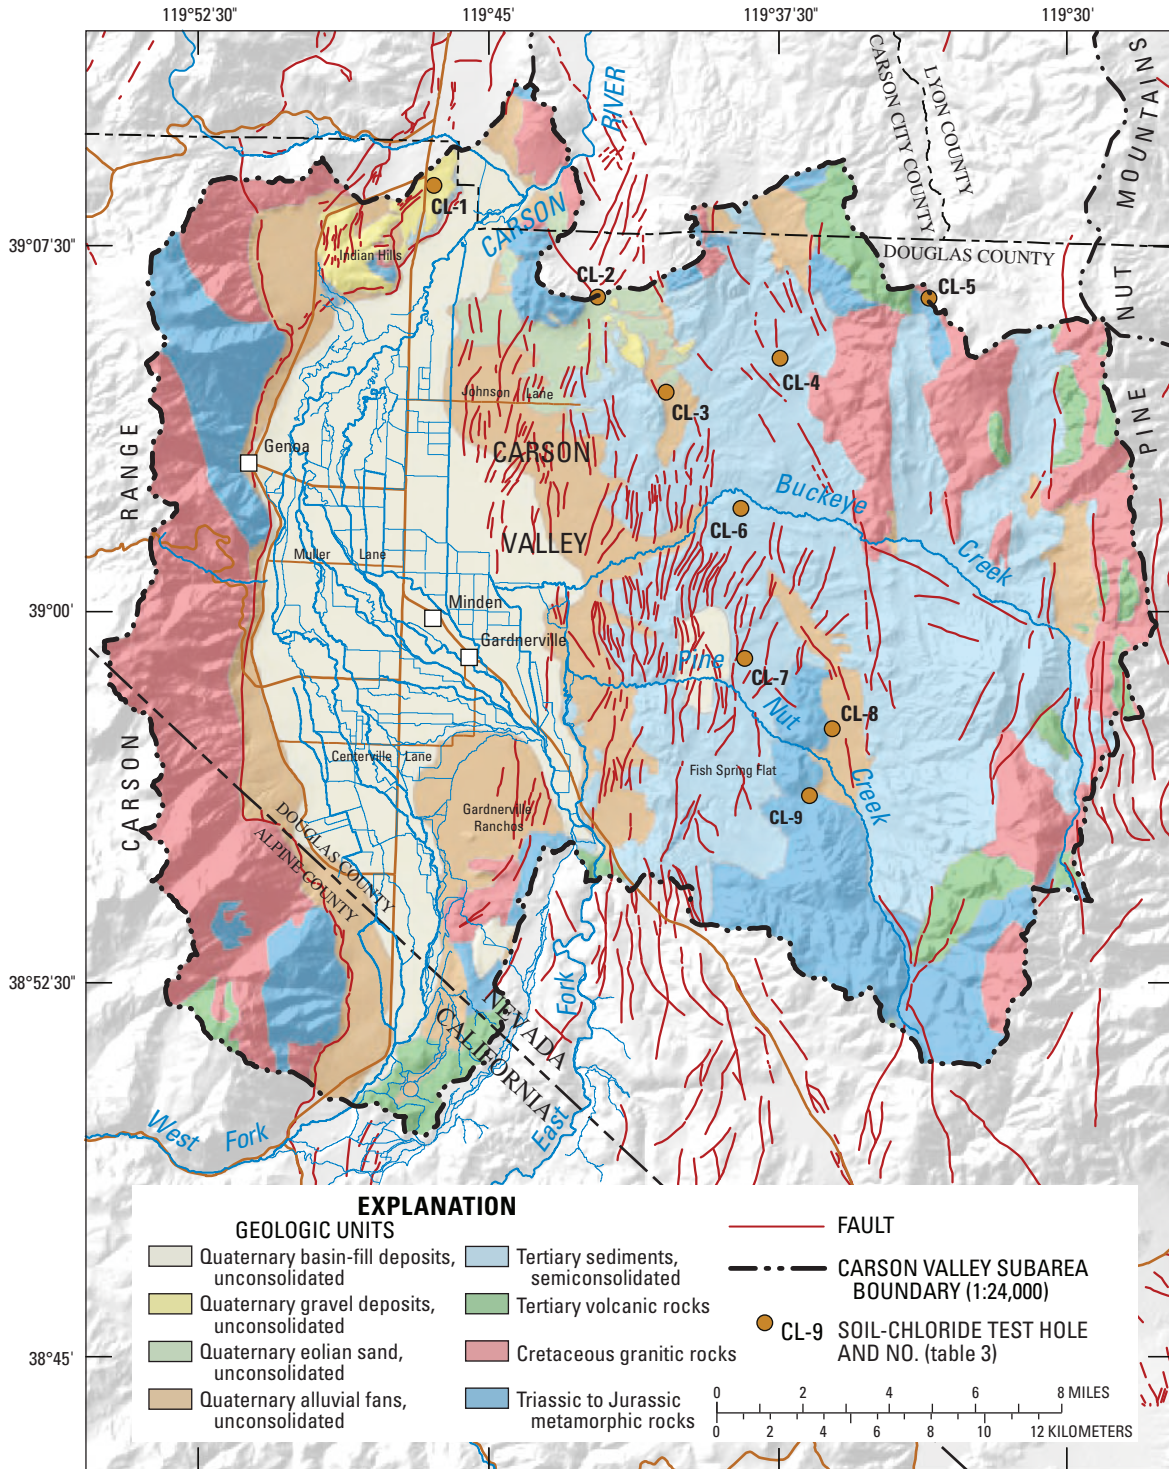 119°52'30"
119°45'
119°37'30"
119°30'
39°07'30"
39°00'
38°52'30"
38°45'
RIVER
CARSON
LYON COUNTY
CARSON CITY COUNTY
DOUGLAS COUNTY
PINE NUT MOUNTAINS
CL-1
Indian Hills
CL-2
CL-5
CL-4
Johnson Lane
CL-3
CARSON
VALLEY
CARSON RANGE
Genoa
Buckeye
Creek
CL-6
Muller Lane
Minden
Gardnerville
Pine
Nut
Creek
CL-7
CL-8
Centerville Lane
Fish Spring Flat
Gardnerville
Ranchos
CL-9
DOUGLAS COUNTY
ALPINE COUNTY
NEVADA
CALIFORNIA
East Fork
West Fork
EXPLANATION
GEOLOGIC UNITS
Quaternary basin-fill deposits,
unconsolidated
Quaternary gravel deposits,
unconsolidated
Quaternary eolian sand,
unconsolidated
Quaternary alluvial fans,
unconsolidated
Tertiary sediments,
semiconsolidated
Tertiary volcanic rocks
Cretaceous granitic rocks
Triassic to Jurassic
metamorphic rocks
FAULT
CARSON VALLEY SUBAREA
BOUNDARY (1:24,000)
CL-9 SOIL-CHLORIDE TEST HOLE
AND NO. (table 3)
0 2 4 6 8 MILES
0 2 4 6 8 10 12 KILOMETERS